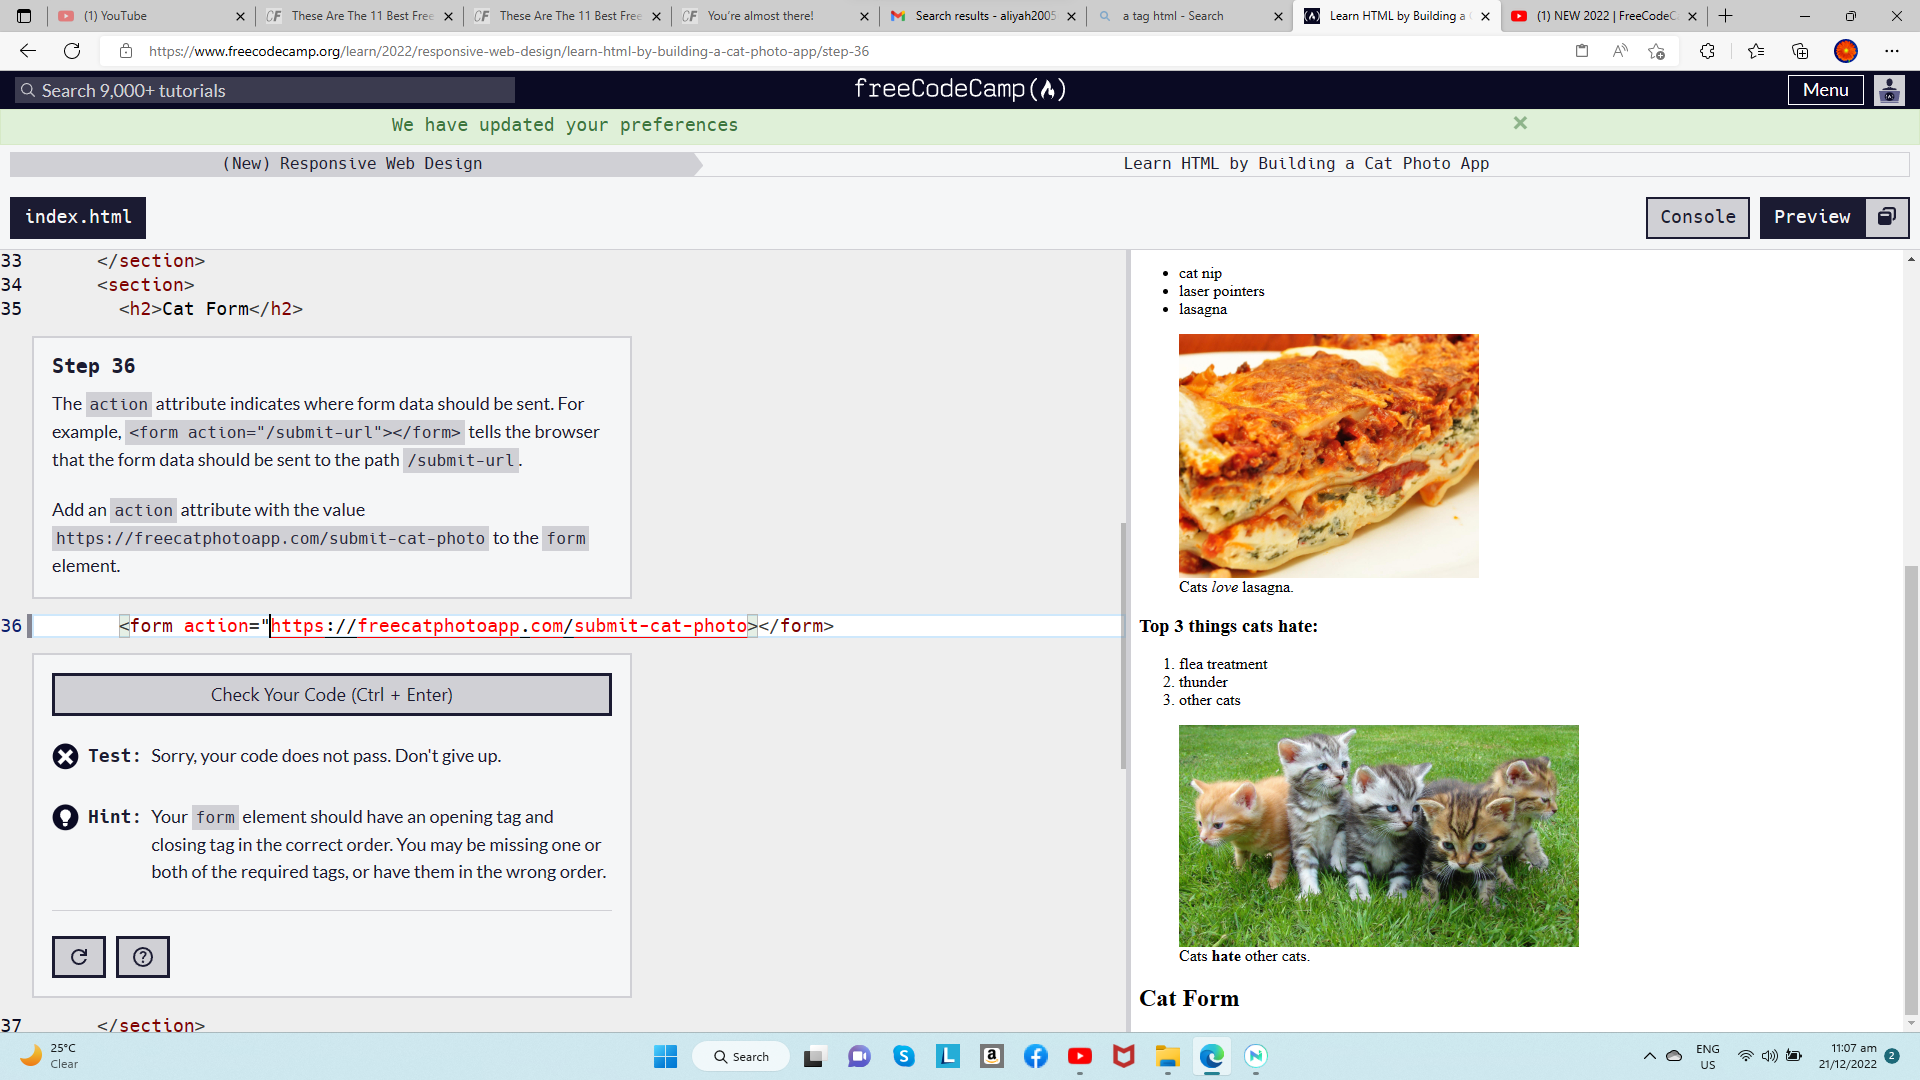 (1) YouTube
These Are The 11 Best Free
These Are The 11 Best Free
You're almost there!
Search results - aliyah2005
a tag html - Search
Learn HTML by Building a
(1) NEW 2022 | FreeCodeC
https://www.freecodecamp.org/learn/2022/responsive-web-design/learn-html-by-building-a-cat-photo-app/step-36
Search 9,000+ tutorials
freeCodeCamp
Menu
We have updated your preferences
(New) Responsive Web Design
Learn HTML by Building a Cat Photo App
index.html
Console
Preview
33 </section>
34 <section>
35 <h2>Cat Form</h2>
Step 36
The action attribute indicates where form data should be sent. For
example, <form action="/submit-url"></form> tells the browser
that the form data should be sent to the path /submit-url.
Add an action attribute with the value
https://freecatphotoapp.com/submit-cat-photo to the form
element.
36 <form action="https://freecatphotoapp.com/submit-cat-photo></form>
Check Your Code (Ctrl + Enter)
Test: Sorry, your code does not pass. Don't give up.
Hint: Your form element should have an opening tag and
closing tag in the correct order. You may be missing one or
both of the required tags, or have them in the wrong order.
37 </section>
cat nip
laser pointers
lasagna
Cats love lasagna.
Top 3 things cats hate:
1. flea treatment
2. thunder
3. other cats
Cats hate other cats.
Cat Form
25°C
Clear
Search
ENG
US
11:07 am
21/12/2022
2